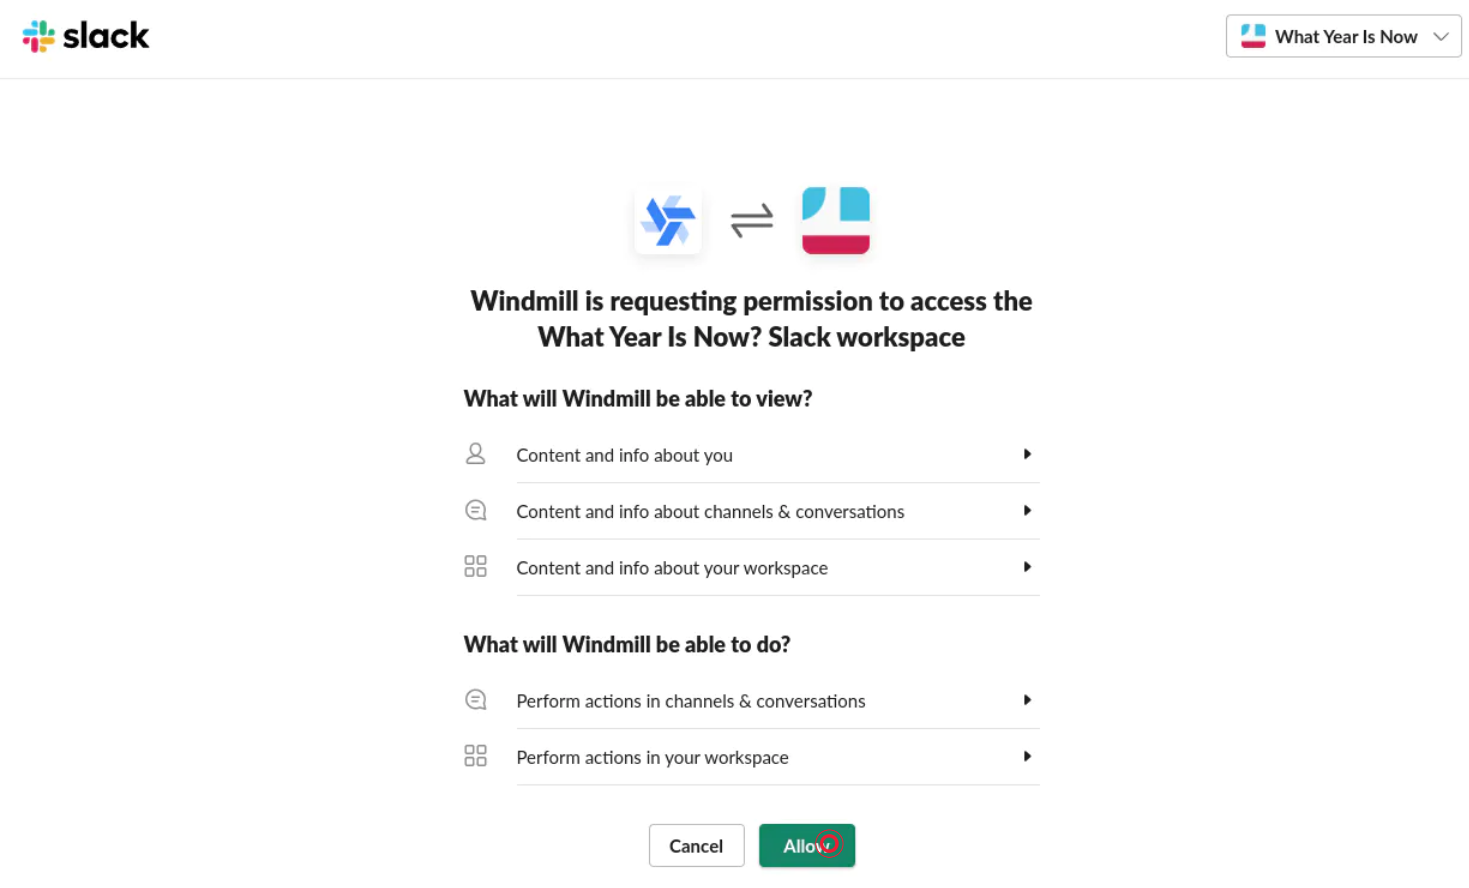 slack
What Year Is Now
Windmill is requesting permission to access the
What Year Is Now? Slack workspace
What will Windmill be able to view?
Content and info about you
Content and info about channels & conversations
Content and info about your workspace
What will Windmill be able to do?
Perform actions in channels & conversations
Perform actions in your workspace
Cancel
Allow